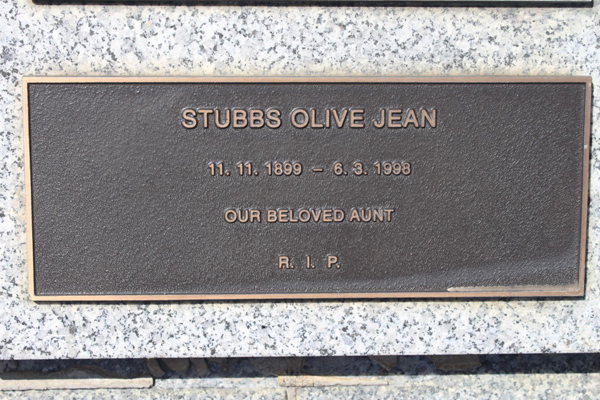 STUBBS OLIVE JEAN
11. 11. 1899 – 6. 3. 1998
OUR BELOVED AUNT
R. I. P.